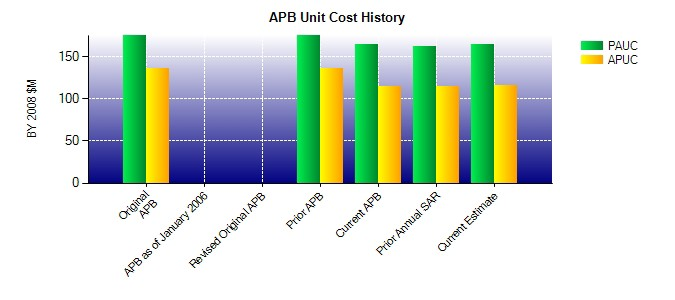 APB Unit Cost History
PAUC
APUC
BY 2008 $M
150
100
50
0
Original
APB
APB as of January 2006
Revised Original APB
Prior APB
Current APB
Prior Annual SAR
Current Estimate